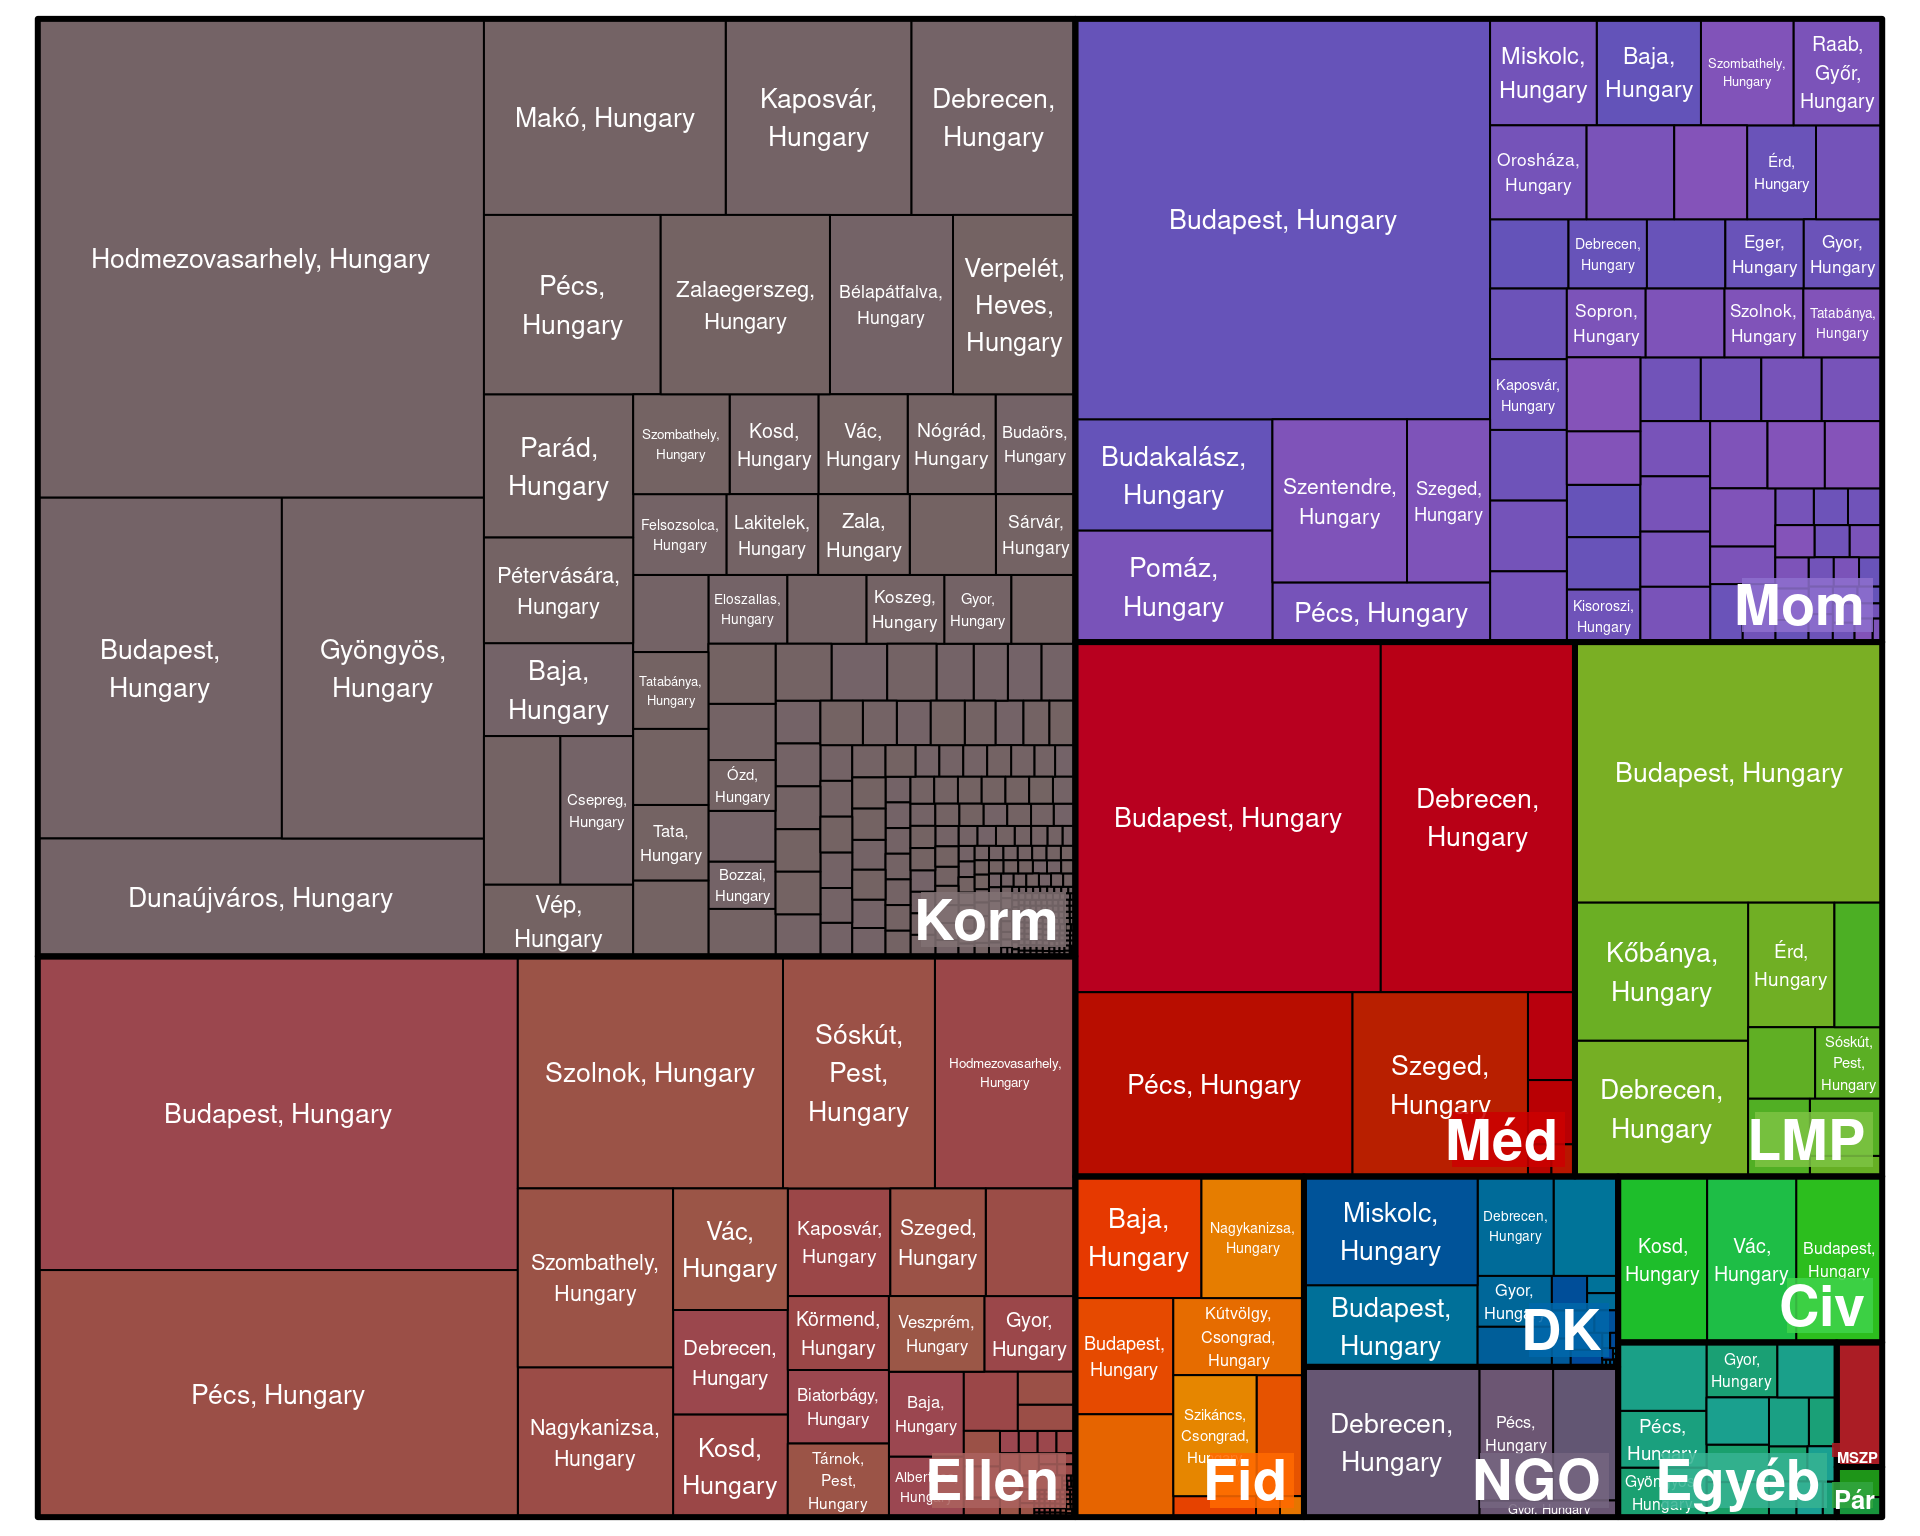 Hodmezovasarhely, Hungary
Budapest,
Hungary
Gyöngyös,
Hungary
Dunaújváros, Hungary
Makó, Hungary
Kaposvár,
Hungary
Debrecen,
Hungary
Pécs,
Hungary
Zalaegerszeg,
Hungary
Bélapátfalva,
Hungary
Verpelét,
Heves,
Hungary
Parád,
Hungary
Szombathely,
Hungary
Kosd,
Hungary
Vác,
Hungary
Nógrád,
Hungary
Budaörs,
Hungary
Felsozsolca,
Hungary
Lakitelek,
Hungary
Zala,
Hungary
Sárvár,
Hungary
Pétervására,
Hungary
Eloszallas,
Hungary
Koszeg,
Hungary
Gyor,
Hungary
Baja,
Hungary
Tatabánya,
Hungary
Csepreg,
Hungary
Ózd,
Hungary
Tata,
Hungary
Bozzai,
Hungary
Vép,
Hungary
Korm
Budapest, Hungary
Miskolc,
Hungary
Baja,
Hungary
Szombathely,
Hungary
Raab,
Győr,
Hungary
Orosháza,
Hungary
Érd,
Hungary
Debrecen,
Hungary
Eger,
Hungary
Gyor,
Hungary
Sopron,
Hungary
Szolnok,
Hungary
Tatabánya,
Hungary
Kaposvár,
Hungary
Budakalász,
Hungary
Szentendre,
Hungary
Szeged,
Hungary
Pomáz,
Hungary
Pécs, Hungary
Kisoroszi,
Hungary
Mom
Budapest, Hungary
Debrecen,
Hungary
Pécs, Hungary
Szeged,
Hungary
Méd
Budapest, Hungary
Kőbánya,
Hungary
Érd,
Hungary
Debrecen,
Hungary
Sóskút,
Pest,
Hungary
LMP
Budapest, Hungary
Pécs, Hungary
Szolnok, Hungary
Sóskút,
Pest,
Hungary
Hodmezovasarhely,
Hungary
Szombathely,
Hungary
Vác,
Hungary
Kaposvár,
Hungary
Szeged,
Hungary
Debrecen,
Hungary
Körmend,
Hungary
Veszprém,
Hungary
Gyor,
Hungary
Nagykanizsa,
Hungary
Kosd,
Hungary
Biatorbágy,
Hungary
Baja,
Hungary
Tárnok,
Pest,
Hungary
Hungary
Ellen
Baja,
Hungary
Nagykanizsa,
Hungary
Budapest,
Hungary
Kútvölgy,
Csongrad,
Hungary
Szikáncs,
Csongrad,
Fid
Miskolc,
Hungary
Debrecen,
Hungary
Budapest,
Hungary
Gyor,
Hungary
DK
Debrecen,
Hungary
Pécs,
Hungary
Gyor, Hungary
NGO
Kosd,
Hungary
Vác,
Hungary
Budapest,
Hungary
Civ
Gyor,
Hungary
Pécs,
Hungary
Hungary
Egyéb
MSZP
Pár